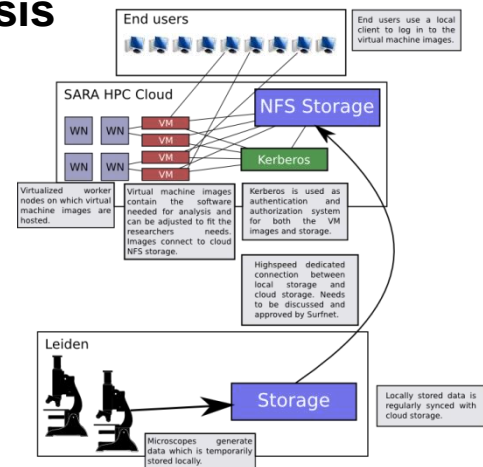 SIS
End users
End users use a local
client to log in to the
virtual machine images.
SARA HPC Cloud
NFS Storage
WN
WN
VM
VM
WN
WN
VM
VM
Kerberos
Virtualized worker
nodes on which virtual
machine images are
hosted.
Virtual machine images
contain the software
needed for analysis and
can be adjusted to fit the
researchers needs.
Images connect to cloud
NFS storage.
Kerberos is used as
authentication and
authorization system
for both the VM
images and storage.
Highspeed dedicated
connection between
local storage and
cloud storage. Needs
to be discussed and
approved by Surfnet.
Leiden
Storage
Locally stored data is
regularly synced with
cloud storage.
Microscopes generate
data which is temporarily
stored locally.